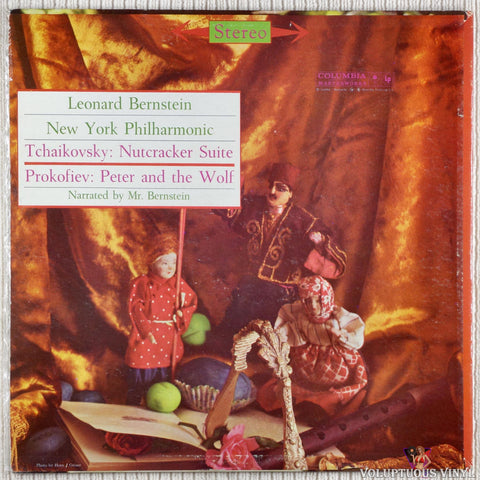 Stereo
COLUMBIA
MASTERWORKS
Leonard Bernstein
New York Philharmonic
Tchaikovsky: Nutcracker Suite
Prokofiev: Peter and the Wolf
Narrated by Mr. Bernstein
VOLUPTUOUS VINYL